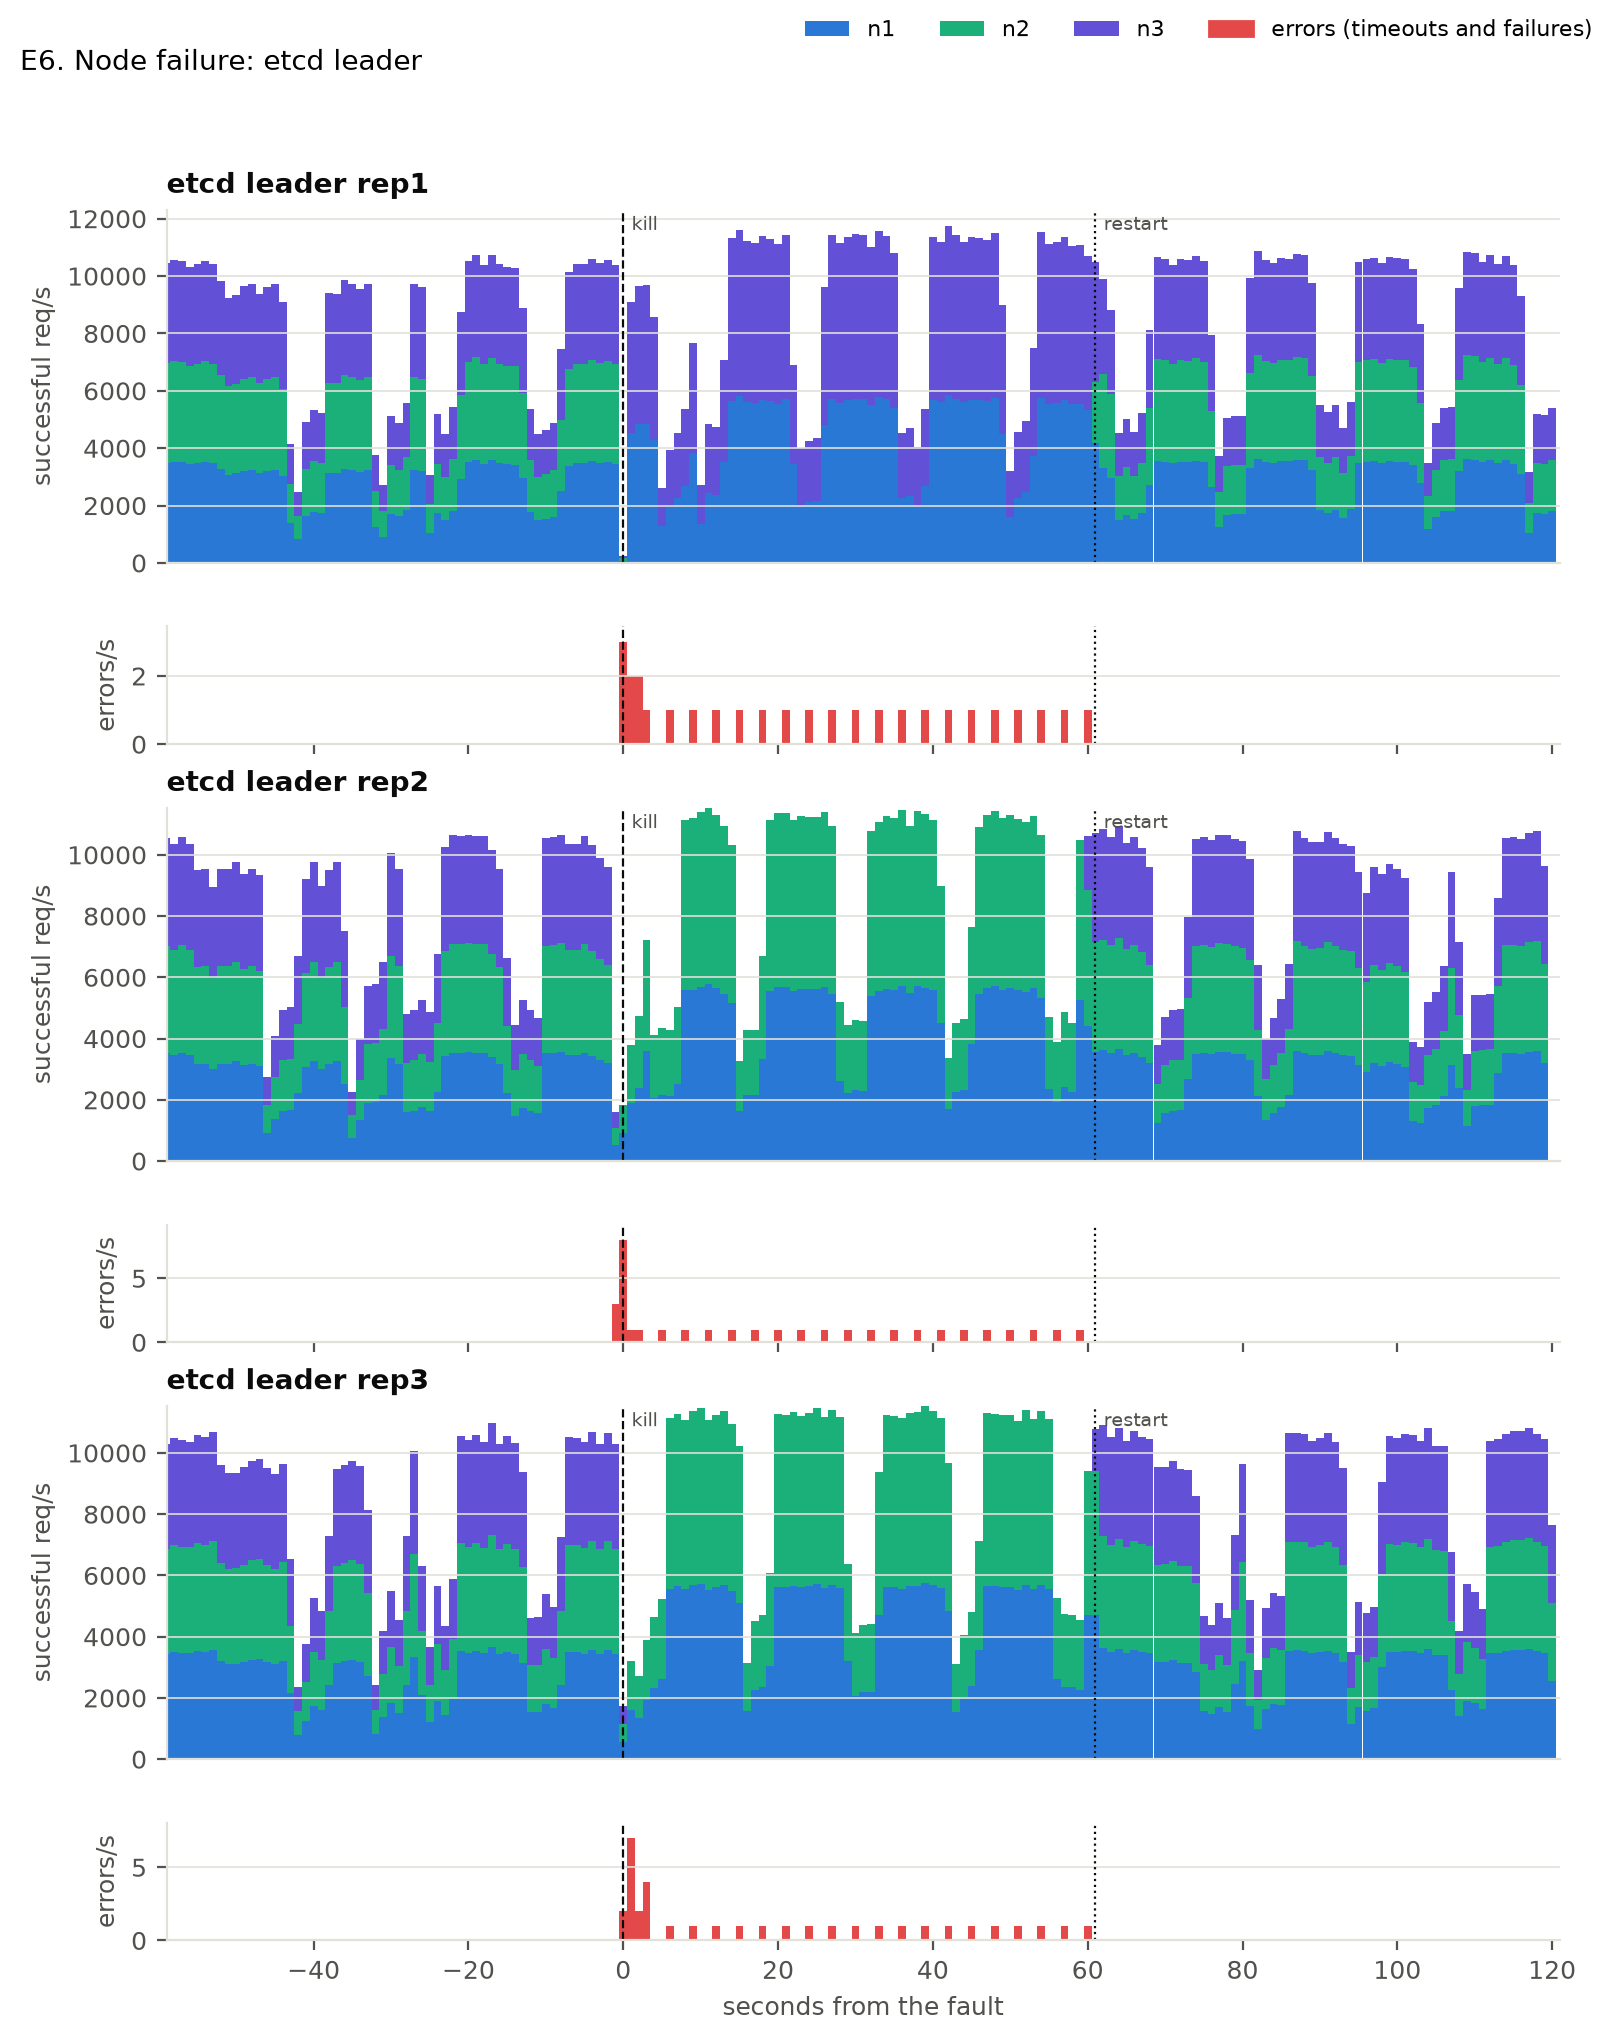 n1 n2 n3 errors (timeouts and failures)
E6. Node failure: etcd leader
etcd leader rep1
12000
10000
8000
6000
4000
2000
0
successful req/s
kill
restart
2
0
errors/s
etcd leader rep2
10000
8000
6000
4000
2000
0
successful req/s
kill
restart
5
0
errors/s
etcd leader rep3
10000
8000
6000
4000
2000
0
successful req/s
kill
restart
5
0
errors/s
−40 −20 0 20 40 60 80 100 120
seconds from the fault